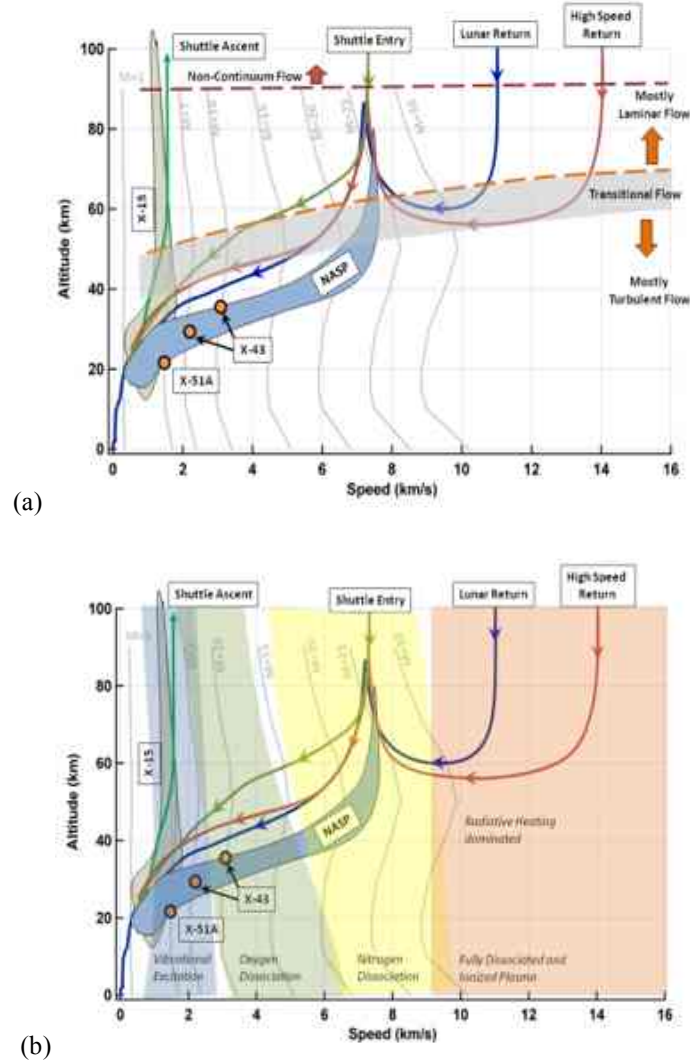 Shuttle Ascent
Shuttle Entry
Lunar Return
High Speed
Return
100
Non-Continuum Flow
Mostly
Laminar Flow
80
X-15
Transitional Flow
60
Altitude (km)
NASP
Mostly
Turbulent Flow
40
X-43
X-51A
20
0
0 2 4 6 8 10 12 14 16
Speed (km/s)
(a)
Shuttle Ascent
Shuttle Entry
Lunar Return
High Speed
Return
100
80
X-15
60
Altitude (km)
NASP
Radiative Heating
dominated
40
X-43
X-51A
20
Vibrational
Excitation
Oxygen
Dissociation
Nitrogen
Dissociation
Fully Dissociated and
Ionized Plasma
0
0 2 4 6 8 10 12 14 16
Speed (km/s)
(b)